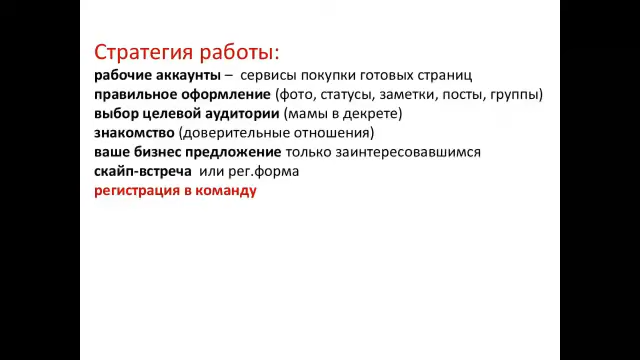 Стратегия работы:
рабочие аккаунты – сервисы покупки готовых страниц
правильное оформление (фото, статусы, заметки, посты, группы)
выбор целевой аудитории (мамы в декрете)
знакомство (доверительные отношения)
ваше бизнес предложение только заинтересовавшимся
скайп-встреча или рег.форма
регистрация в команду